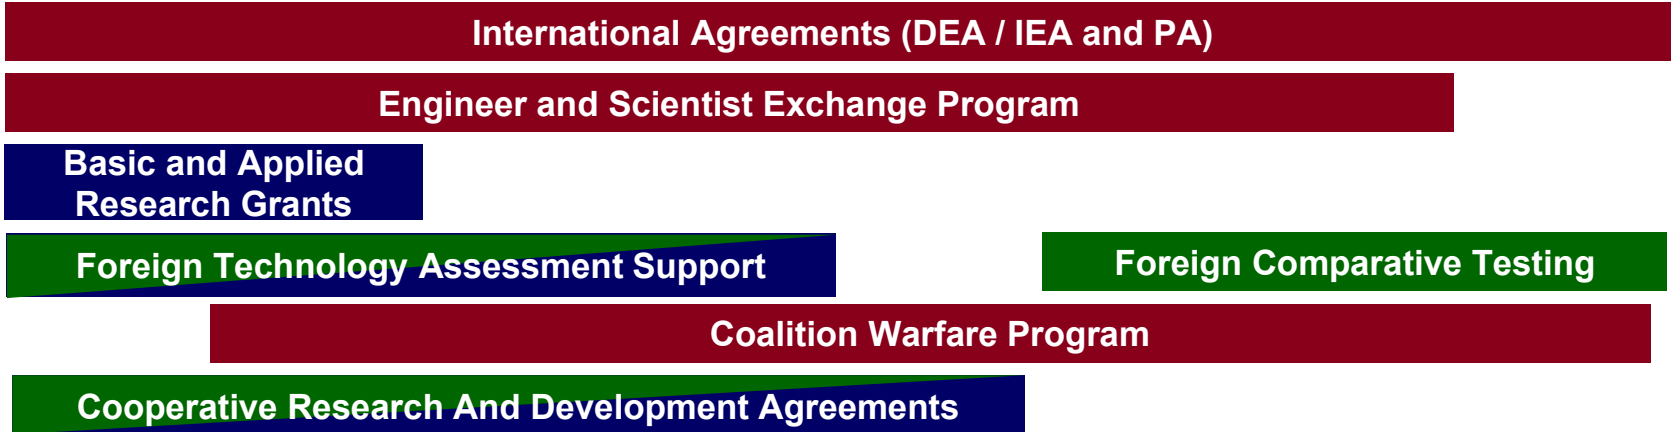 International Agreements (DEA / IEA and PA)
Engineer and Scientist Exchange Program
Basic and Applied
Research Grants
Foreign Technology Assessment Support
Foreign Comparative Testing
Coalition Warfare Program
Cooperative Research And Development Agreements